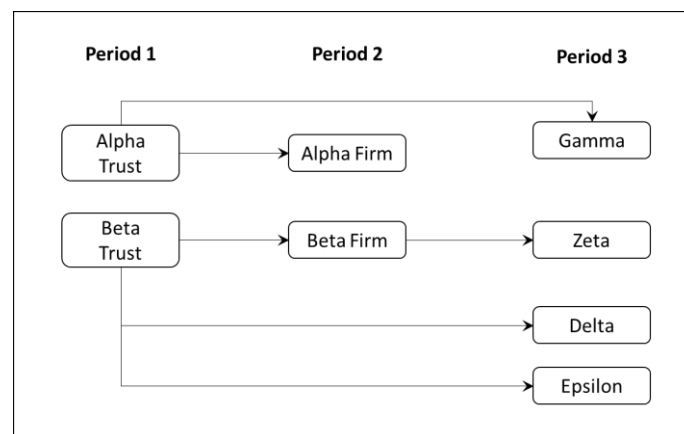 Period 1
Period 2
Period 3
Alpha
Trust
Alpha Firm
Gamma
Beta
Trust
Beta Firm
Zeta
Delta
Epsilon